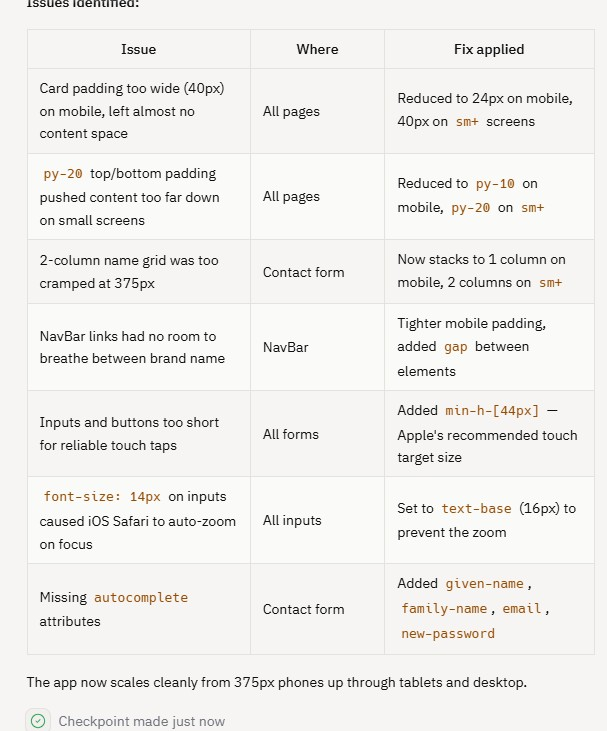 Issues identified:
Issue Where Fix applied
Card padding too wide (40px)
on mobile, left almost no
content space
All pages
Reduced to 24px on mobile,
40px on sm+ screens
py-20 top/bottom padding
pushed content too far down
on small screens
All pages
Reduced to py-10 on
mobile, py-20 on sm+
2-column name grid was too
cramped at 375px
Contact form
Now stacks to 1 column on
mobile, 2 columns on sm+
NavBar links had no room to
breathe between brand name
NavBar
Tighter mobile padding,
added gap between
elements
Inputs and buttons too short
for reliable touch taps
All forms
Added min-h-[44px] —
Apple's recommended touch
target size
font-size: 14px on inputs
caused iOS Safari to auto-zoom
on focus
All inputs
Set to text-base (16px) to
prevent the zoom
Missing autocomplete
attributes
Contact form
Added given-name,
family-name, email,
new-password
The app now scales cleanly from 375px phones up through tablets and desktop.
Checkpoint made just now